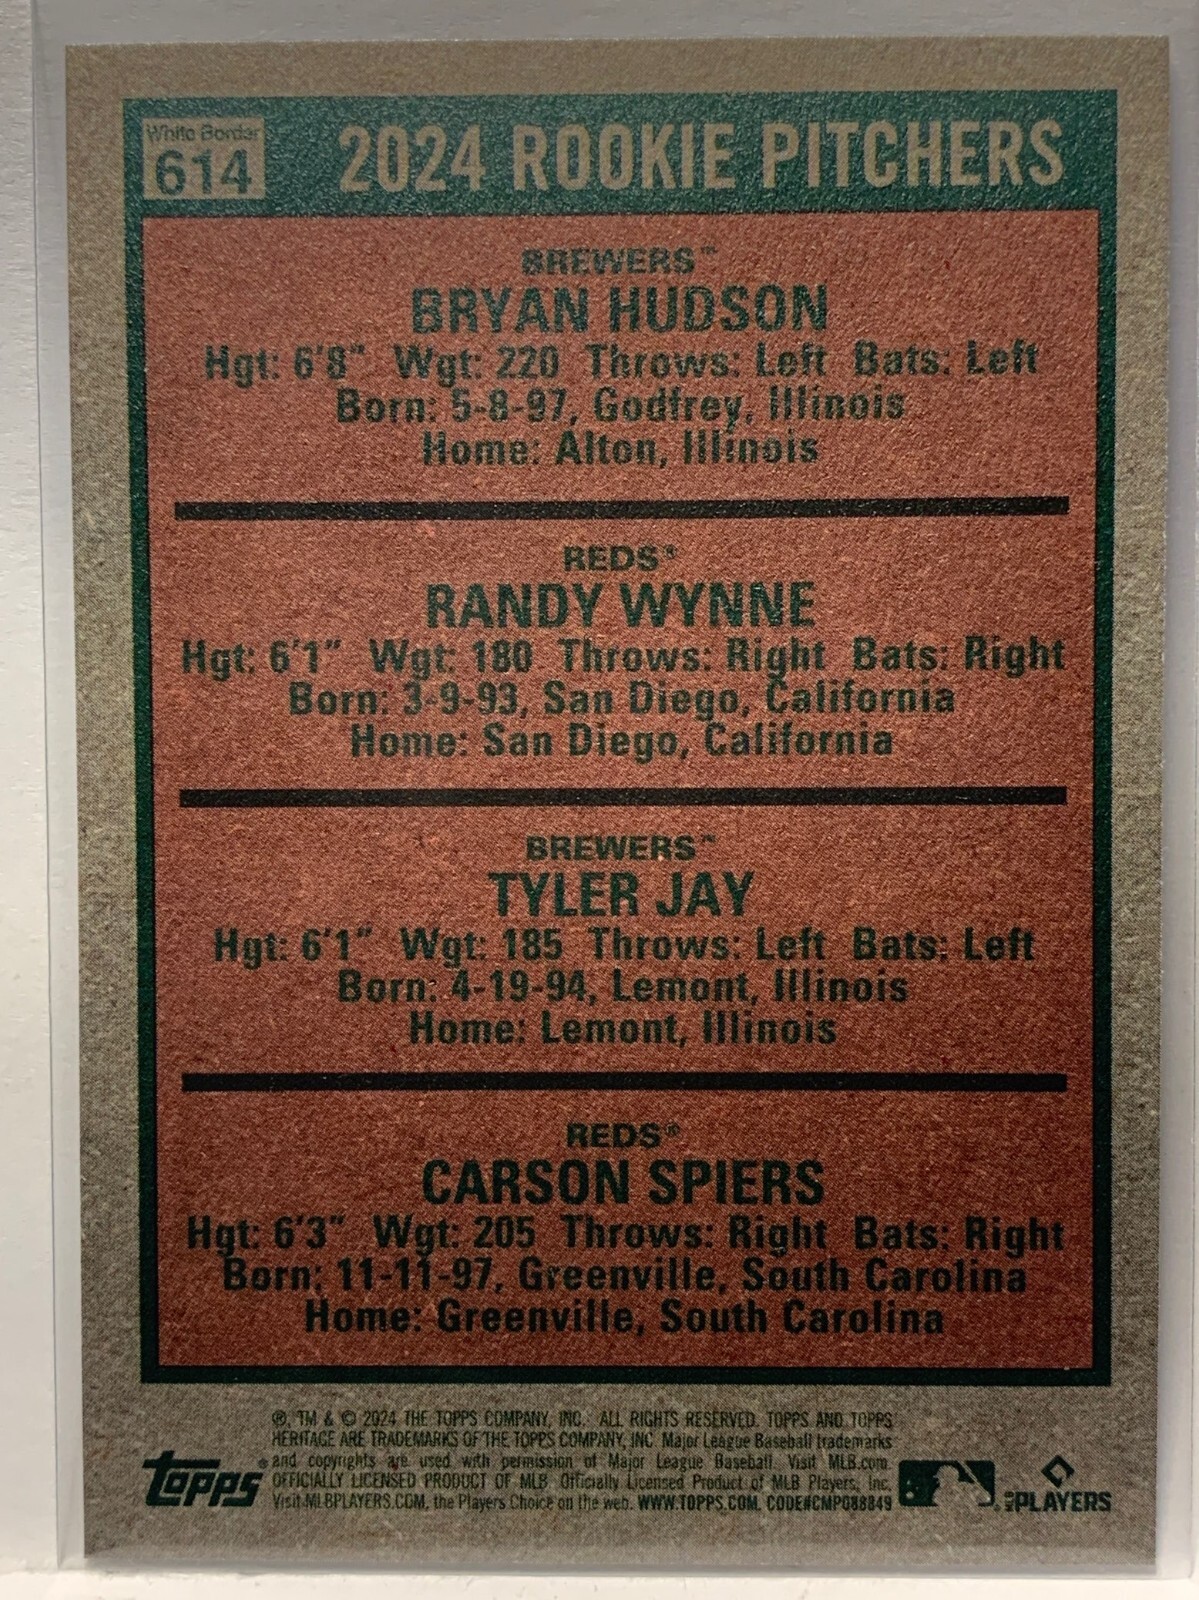 White Border
614
2024 ROOKIE PITCHERS
BREWERS™
BRYAN HUDSON
Hgt: 6'8" Wgt: 220 Throws: Left Bats: Left
Born: 5-8-97, Godfrey, Illinois
Home: Alton, Illinois
REDS®
RANDY WYNNE
Hgt: 6'1" Wgt: 180 Throws: Right Bats: Right
Born: 3-9-93, San Diego, California
Home: San Diego, California
BREWERS™
TYLER JAY
Hgt: 6'1" Wgt: 185 Throws: Left Bats: Left
Born: 4-19-94, Lemont, Illinois
Home: Lemont, Illinois
REDS®
CARSON SPIERS
Hgt: 6'3" Wgt: 205 Throws: Right Bats: Right
Born: 11-11-97, Greenville, South Carolina
Home: Greenville, South Carolina
®, TM & © 2024 THE TOPPS COMPANY, INC. ALL RIGHTS RESERVED. TOPPS AND TOPPS
HERITAGE ARE TRADEMARKS OF THE TOPPS COMPANY, INC. Major League Baseball trademarks
and copyrights are used with permission of Major League Baseball. Visit MLB.com.
OFFICIALLY LICENSED PRODUCT OF MLB Officially Licensed Product of MLB Players, Inc.
Visit MLBPLAYERS.COM, the Players Choice on the web. WWW.TOPPS.COM. CODE#CMP088849
topps®
MLB PLAYERS